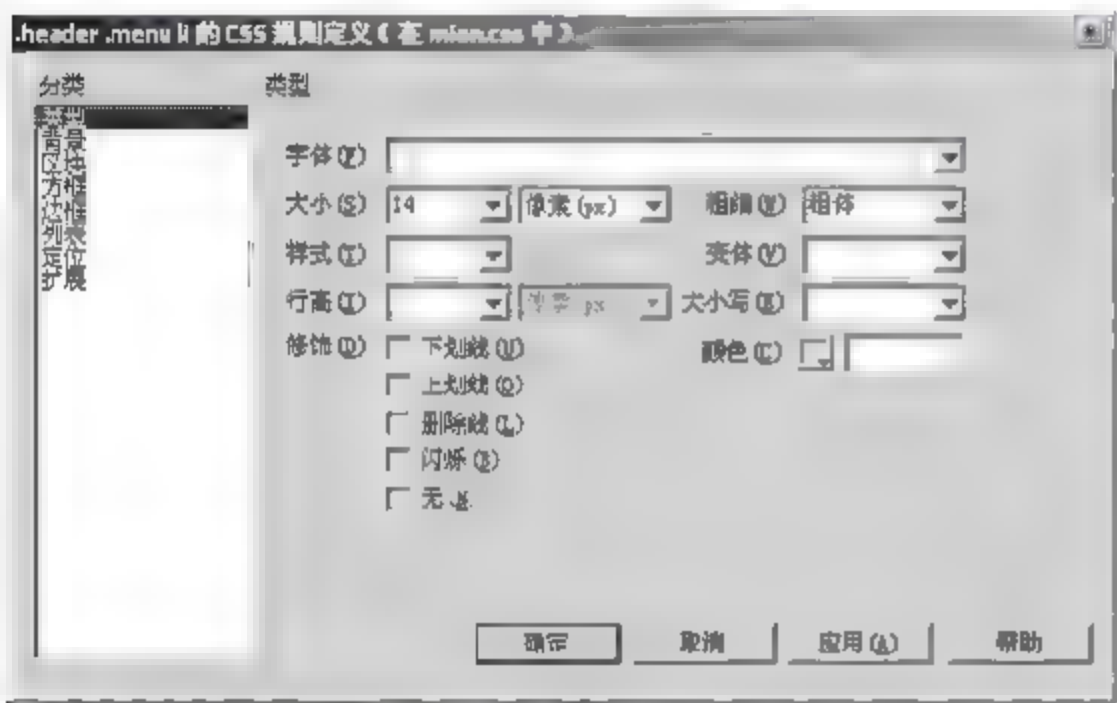 .header .menu li 的 CSS 规则定义( 在 mian.css 中 )
分类
类型
类型
背景
区块
方框
边框
列表
定位
扩展
字体(F)
大小(S) 14 像素(px) 粗细(W) 粗体
样式(T) 变体(V)
行高(I) 像素 px 大小写(R)
修饰(D) 下划线(U) 颜色(C)
上划线(O)
删除线(L)
闪烁(B)
无(N)
确定 取消 应用(A) 帮助